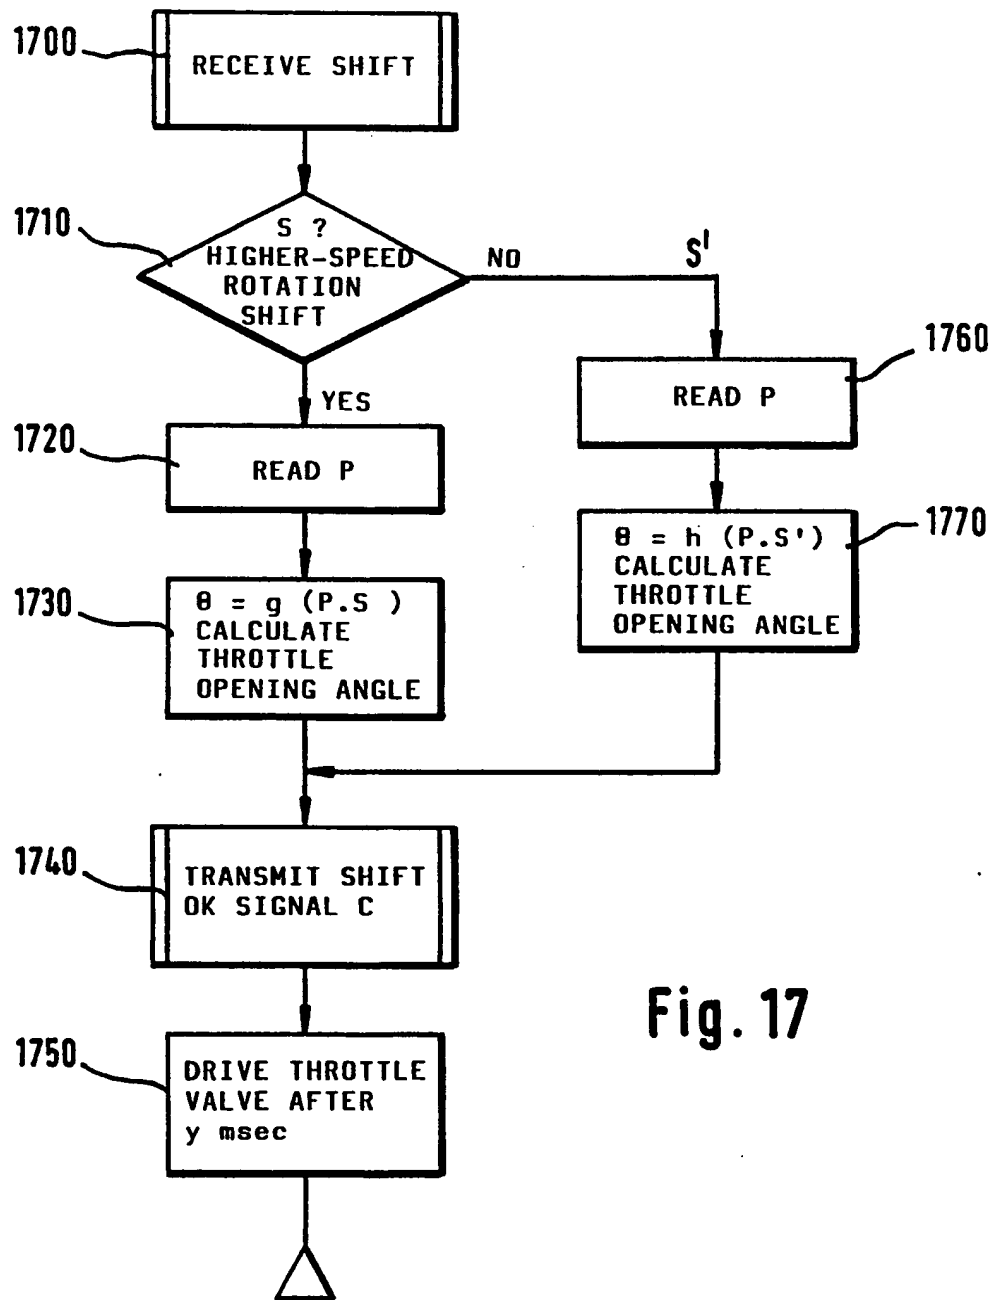 1700
RECEIVE SHIFT
1710
S ?
HIGHER-SPEED
ROTATION
SHIFT
NO
S'
YES
1760
READ P
1720
READ P
1770
θ = h (P.S')
CALCULATE
THROTTLE
OPENING ANGLE
1730
θ = g (P.S )
CALCULATE
THROTTLE
OPENING ANGLE
1740
TRANSMIT SHIFT
OK SIGNAL C
Fig. 17
1750
DRIVE THROTTLE
VALVE AFTER
y msec